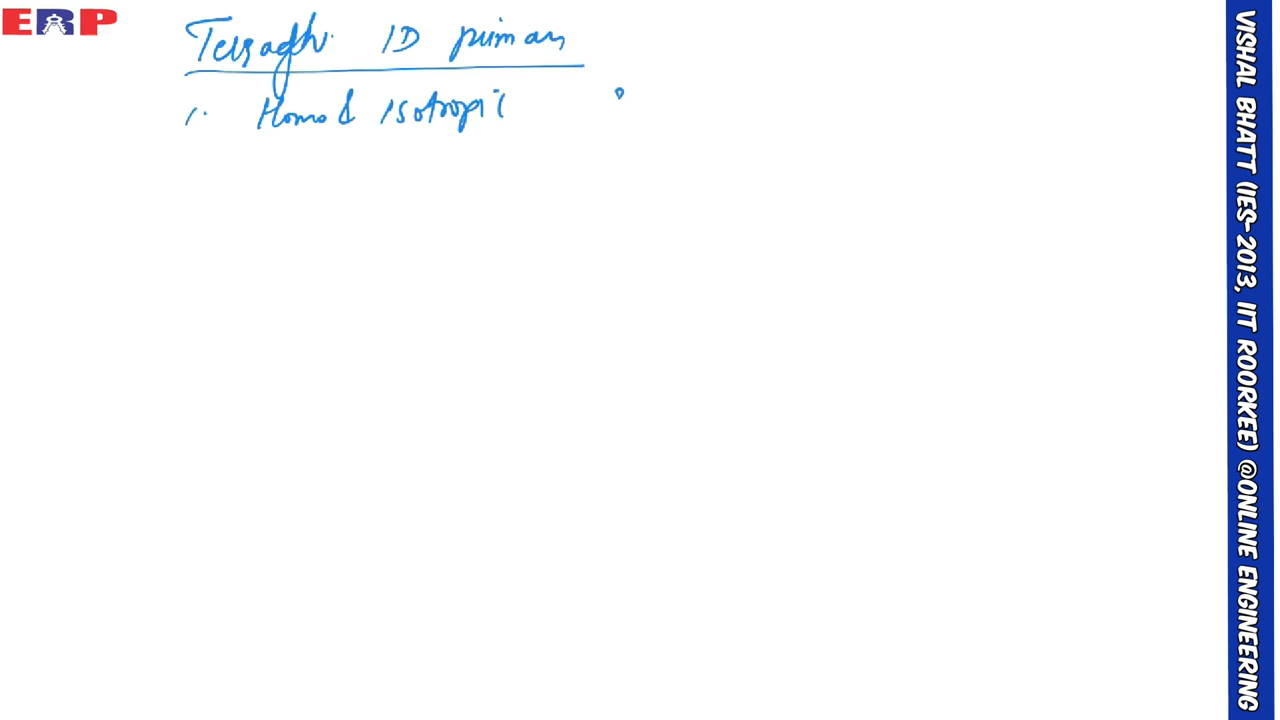 ERP
Terzaghi 1D primary
1. Homo & isotropic
VISHAL BHATT (IES-2013, IIT ROORKEE) @ONLINE ENGINEERING